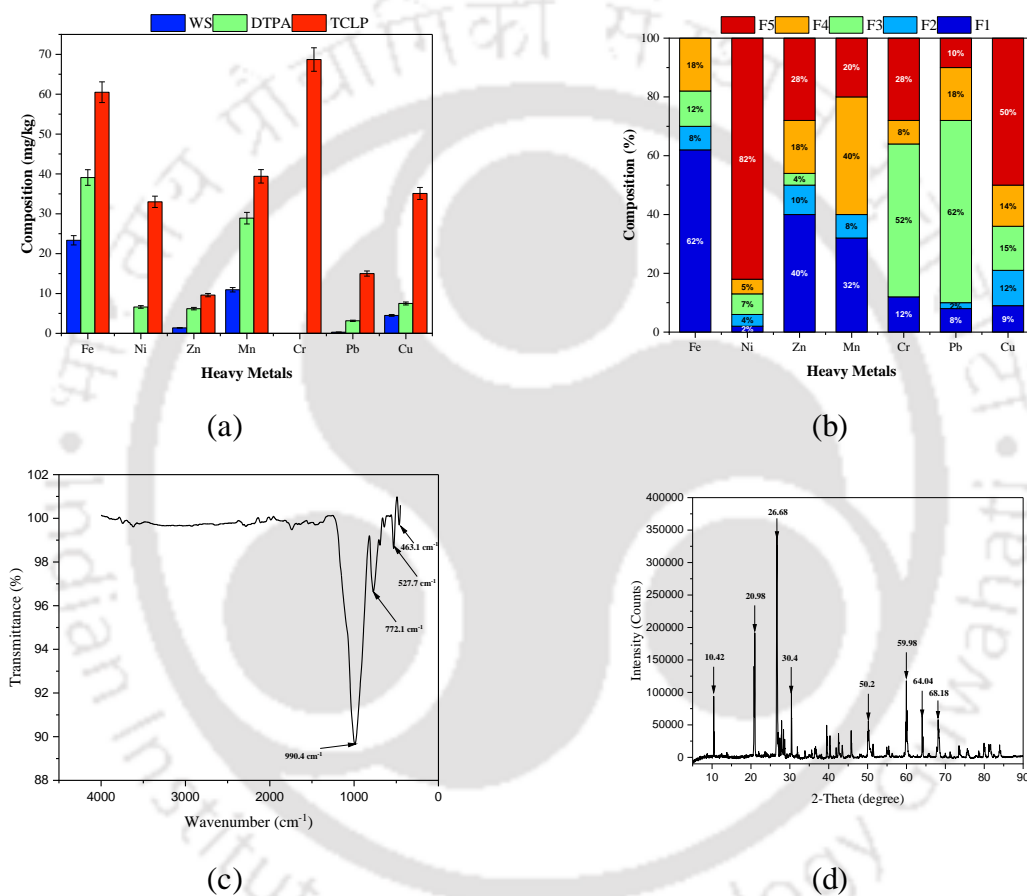 WS DTPA TCLP
70
60
50
40
30
20
10
0
Composition (mg/kg)
Fe Ni Zn Mn Cr Pb Cu
Heavy Metals
(a)
F5 F4 F3 F2 F1
100
80
60
40
20
0
Composition (%)
18% 12% 8% 62%
82% 5% 7% 4% 2%
28% 18% 4% 10% 40%
20% 40% 8% 32%
28% 8% 52% 12%
10% 18% 62% 2% 8%
50% 14% 15% 12% 9%
Fe Ni Zn Mn Cr Pb Cu
Heavy Metals
(b)
102
100
98
96
94
92
90
88
Transmittance (%)
463.1 cm⁻¹
527.7 cm⁻¹
772.1 cm⁻¹
990.4 cm⁻¹
4000 3000 2000 1000 0
Wavenumber (cm⁻¹)
(c)
400000
350000
300000
250000
200000
150000
100000
50000
0
Intensity (Counts)
10.42
20.98
26.68
30.4
50.2
59.98
64.04
68.18
10 20 30 40 50 60 70 80 90
2-Theta (degree)
(d)
Indian Institute
ology Guwahati